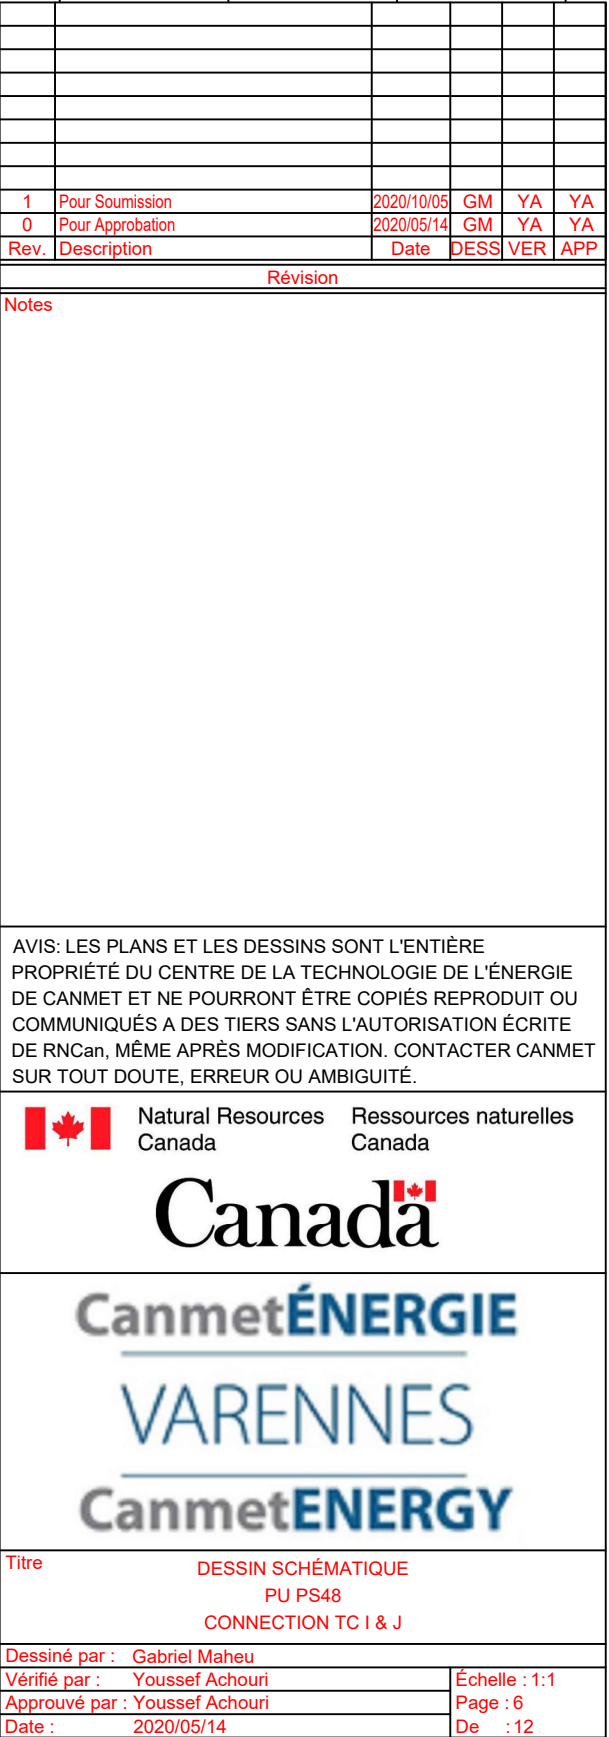 1 Pour Soumission 2020/10/05 GM YA YA
0 Pour Approbation 2020/05/14 GM YA YA
Rev. Description Date DESS VER APP
Révision
Notes
AVIS: LES PLANS ET LES DESSINS SONT L'ENTIÈRE
PROPRIÉTÉ DU CENTRE DE LA TECHNOLOGIE DE L'ÉNERGIE
DE CANMET ET NE POURRONT ÊTRE COPIÉS REPRODUIT OU
COMMUNIQUÉS A DES TIERS SANS L'AUTORISATION ÉCRITE
DE RNCan, MÊME APRÈS MODIFICATION. CONTACTER CANMET
SUR TOUT DOUTE, ERREUR OU AMBIGUITÉ.
Natural Resources Ressources naturelles
Canada Canada
Canada
CanmetÉNERGIE
VARENNES
CanmetENERGY
Titre DESSIN SCHÉMATIQUE
PU PS48
CONNECTION TC I & J
Dessiné par : Gabriel Maheu
Vérifié par : Youssef Achouri Échelle : 1:1
Approuvé par : Youssef Achouri Page : 6
Date : 2020/05/14 De : 12